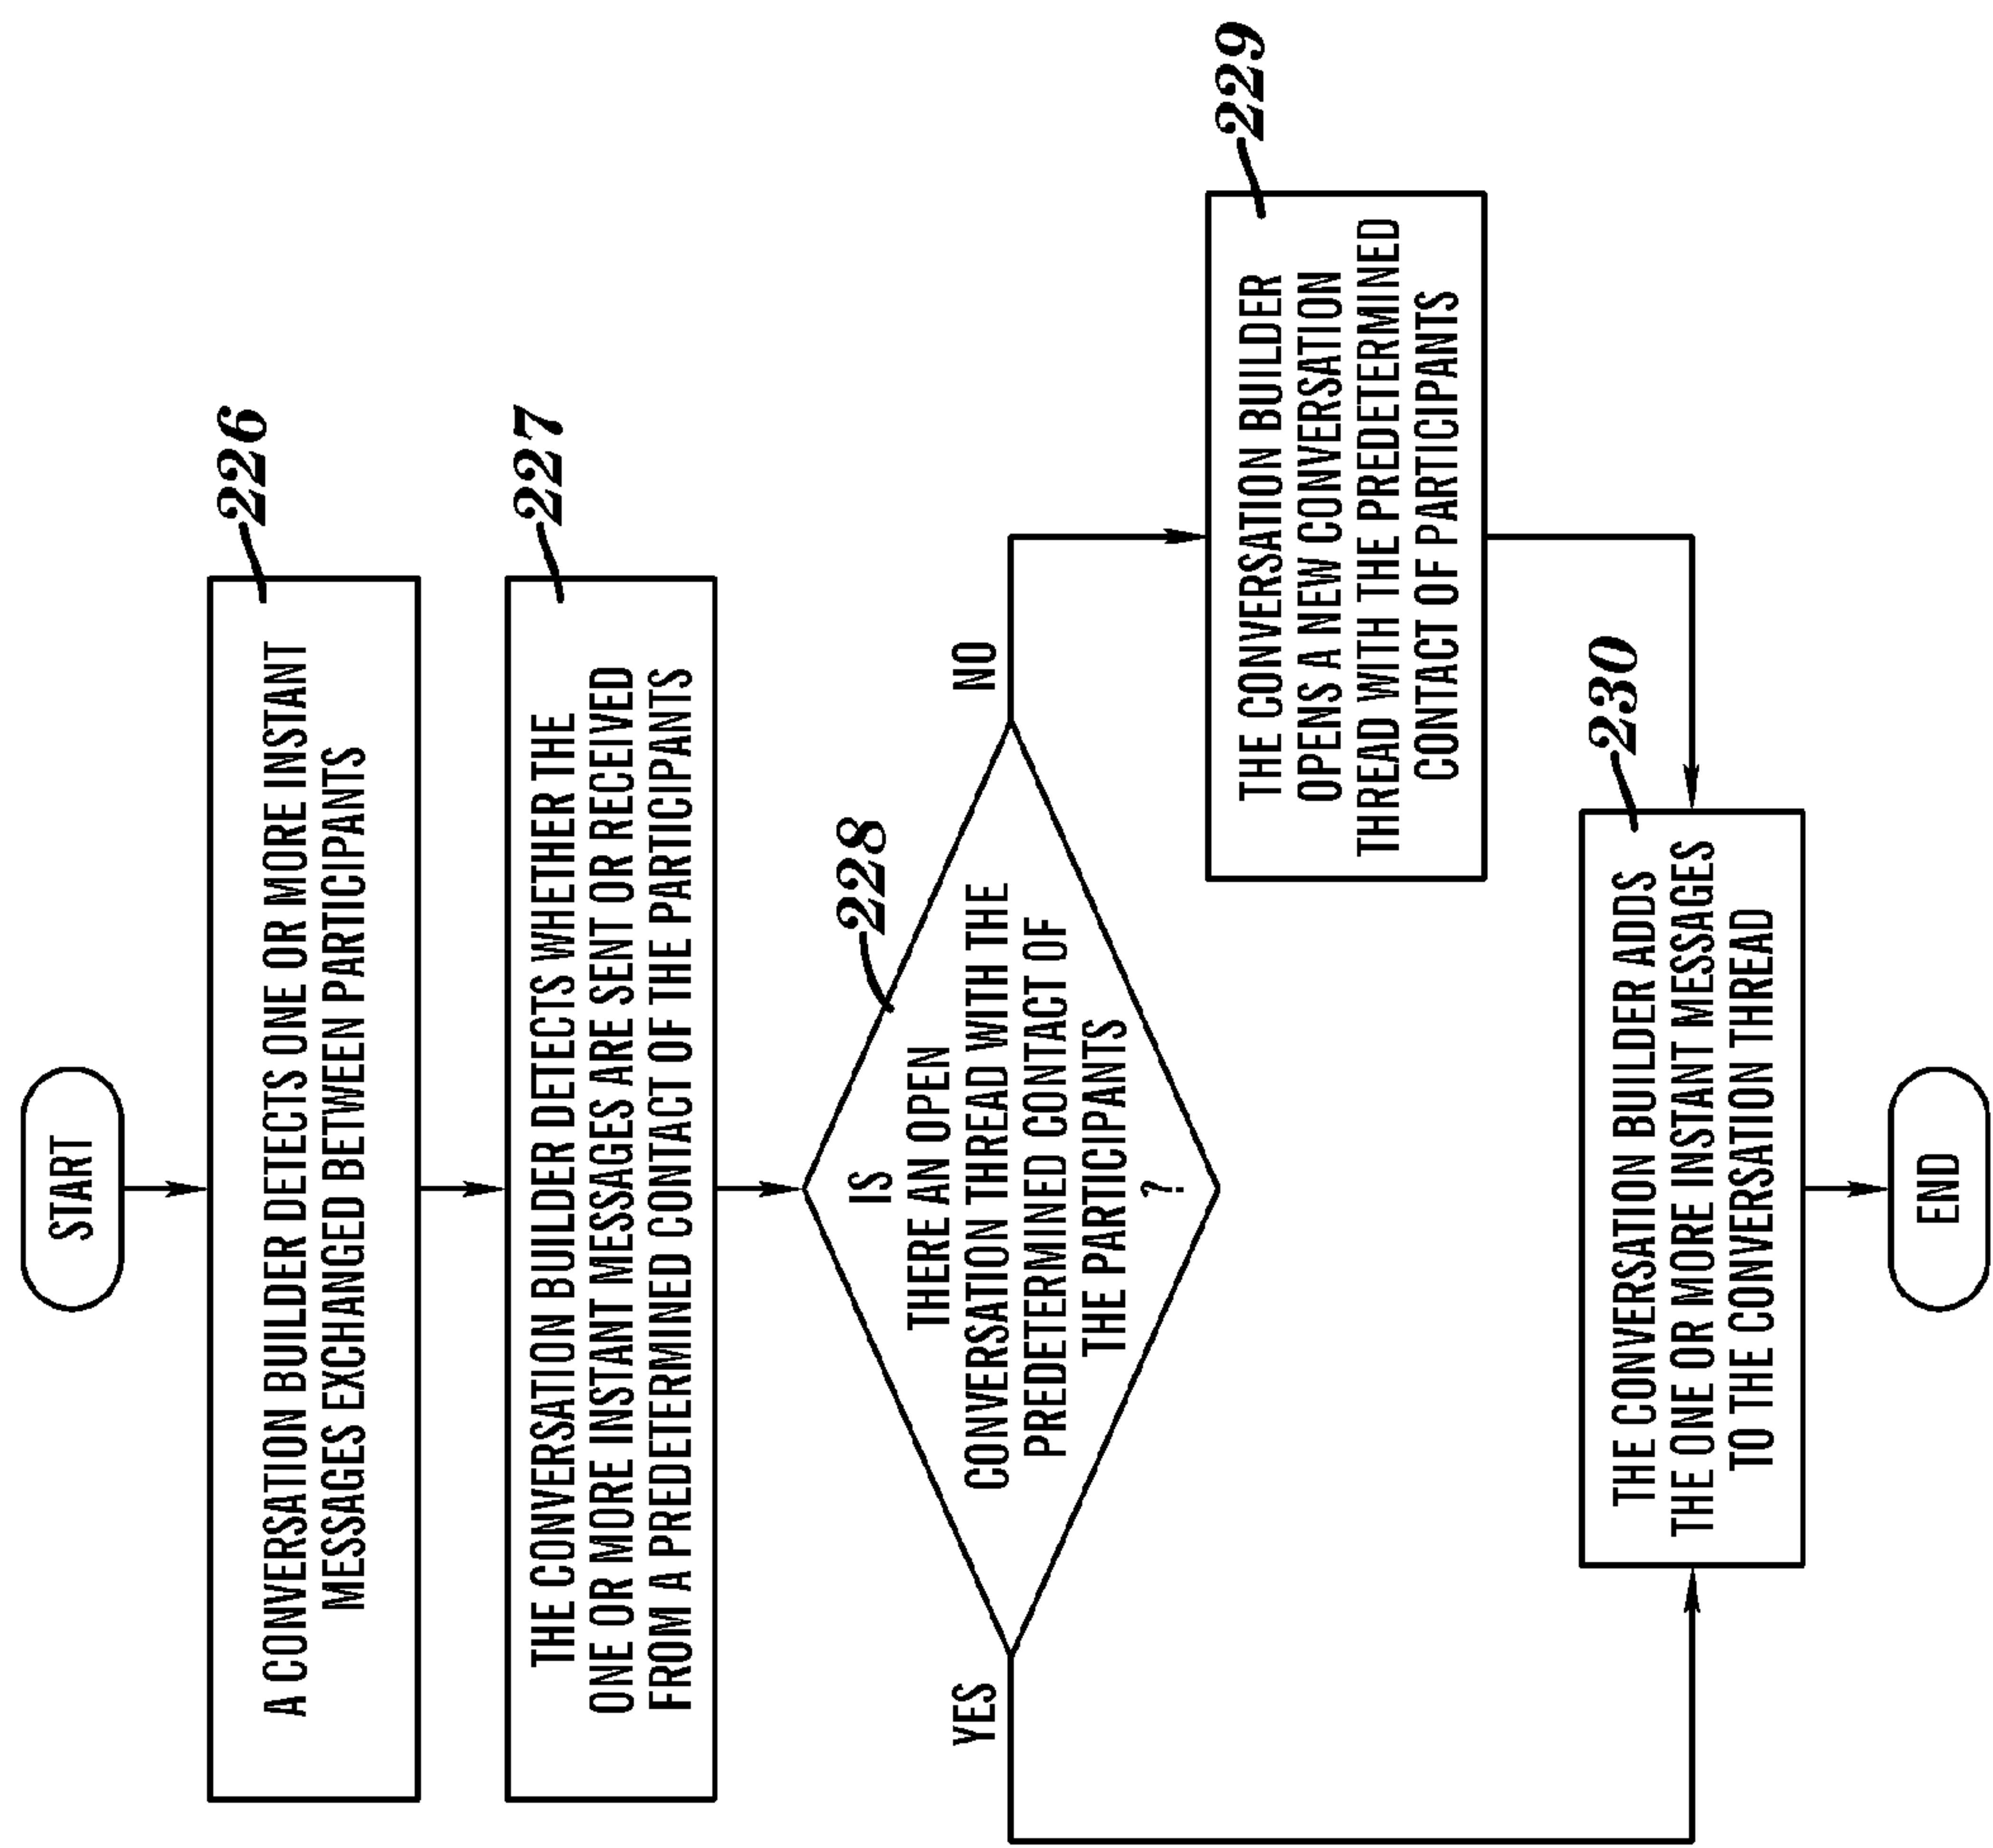 START
226
A CONVERSATION BUILDER DETECTS ONE OR MORE INSTANT
MESSAGES EXCHANGED BETWEEN PARTICIPANTS
227
THE CONVERSATION BUILDER DETECTS WHETHER THE
ONE OR MORE INSTANT MESSAGES ARE SENT OR RECEIVED
FROM A PREDETERMINED CONTACT OF THE PARTICIPANTS
228
IS
THERE AN OPEN
CONVERSATION THREAD WITH THE
PREDETERMINED CONTACT OF
THE PARTICIPANTS
?
YES
NO
229
THE CONVERSATION BUILDER
OPENS A NEW CONVERSATION
THREAD WITH THE PREDETERMINED
CONTACT OF PARTICIPANTS
230
THE CONVERSATION BUILDER ADDS
THE ONE OR MORE INSTANT MESSAGES
TO THE CONVERSATION THREAD
END